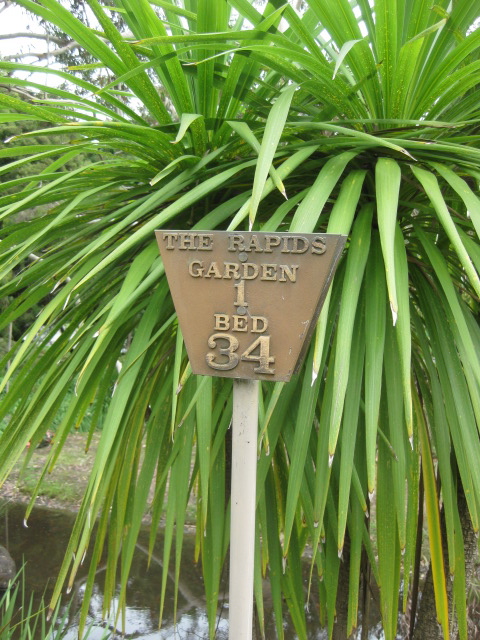 THE RAPIDS
GARDEN
1
BED
34